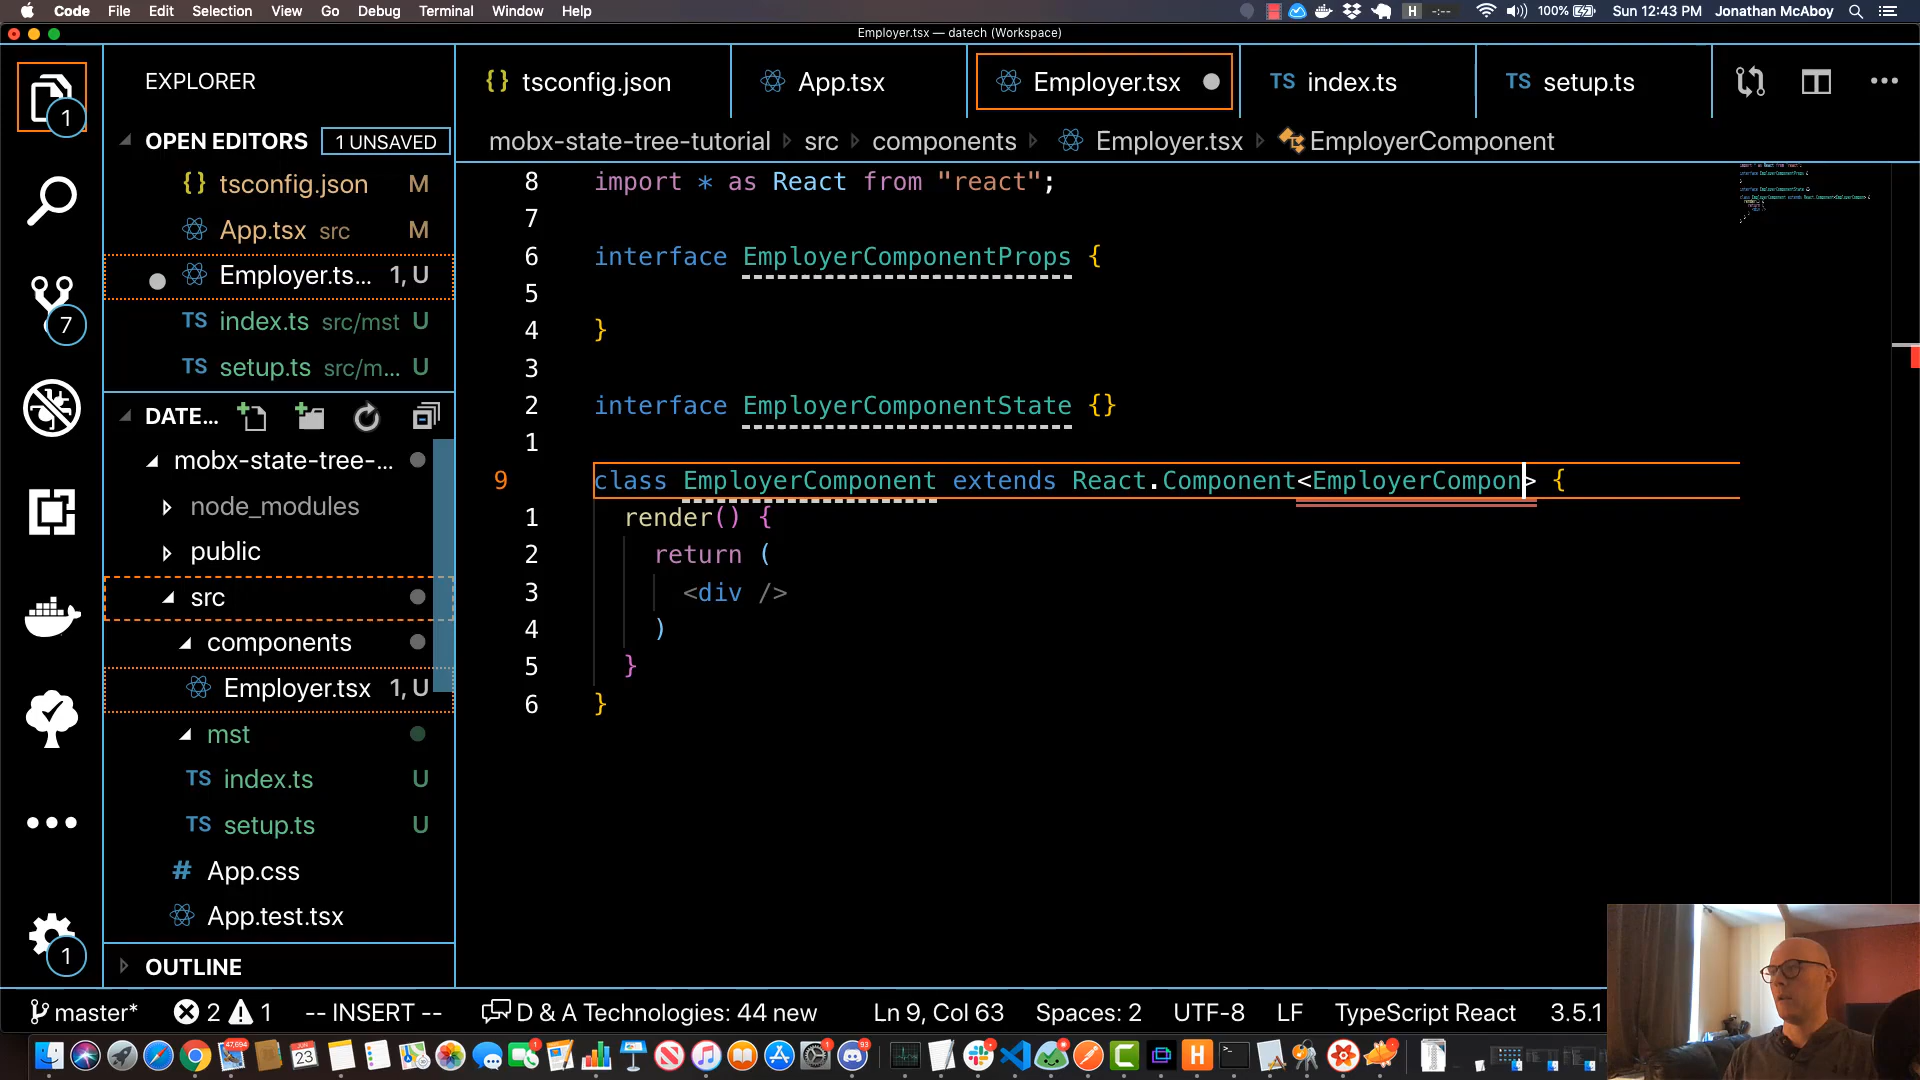 Code File Edit Selection View Go Debug Terminal Window Help
100% Sun 12:43 PM Jonathan McAboy
Employer.tsx — datech (Workspace)
EXPLORER
OPEN EDITORS 1 UNSAVED
{} tsconfig.json M
App.tsx src M
Employer.ts... 1, U
TS index.ts src/mst U
TS setup.ts src/m... U
DATE...
mobx-state-tree-...
node_modules
public
src
components
Employer.tsx 1, U
mst
TS index.ts U
TS setup.ts U
# App.css
App.test.tsx
OUTLINE
1
7
1
{} tsconfig.json App.tsx Employer.tsx TS index.ts TS setup.ts
mobx-state-tree-tutorial src components Employer.tsx EmployerComponent
8 import * as React from "react";
7
6 interface EmployerComponentProps {
5
4 }
3
2 interface EmployerComponentState {}
1
9 class EmployerComponent extends React.Component<EmployerCompon> {
1 render() {
2 return (
3 <div />
4 )
5 }
6 }
master* 2 1 -- INSERT -- D & A Technologies: 44 new Ln 9, Col 63 Spaces: 2 UTF-8 LF TypeScript React 3.5.1